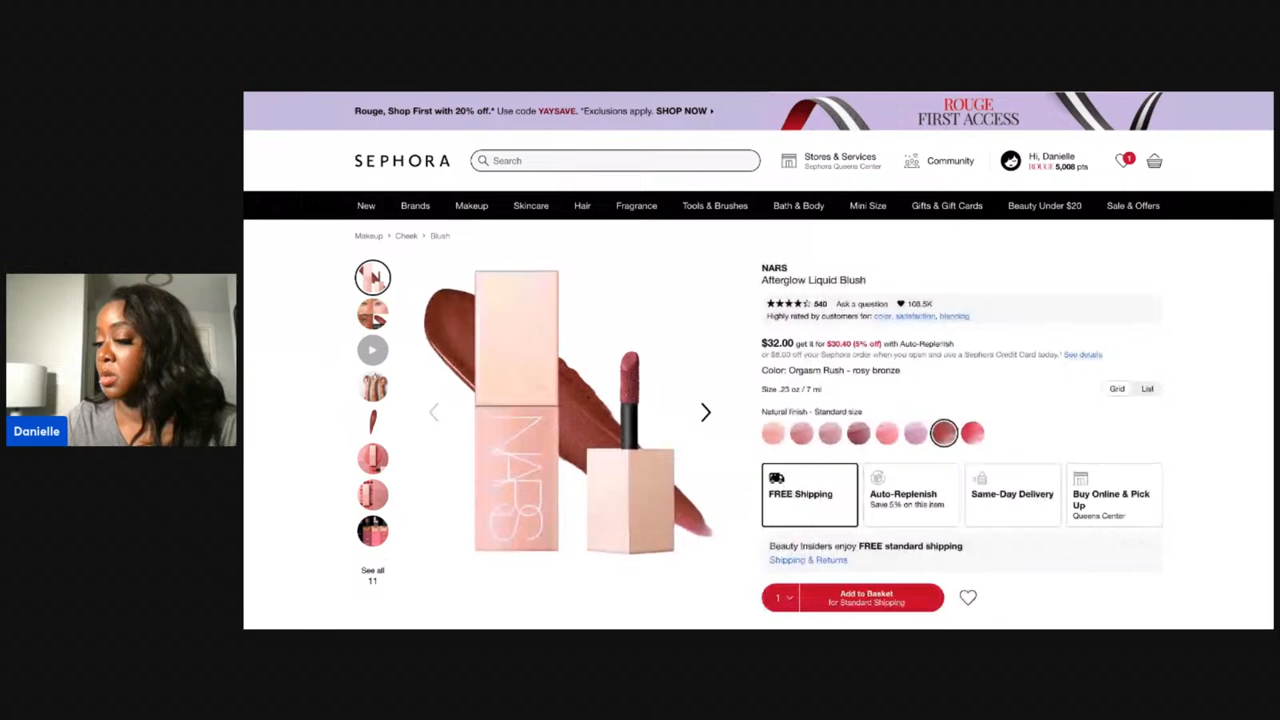 Rouge, Shop First with 20% off.* Use code YAYSAVE. *Exclusions apply. SHOP NOW
ROUGE
FIRST ACCESS
SEPHORA
Search
Stores & Services
Sephora Queens Center
Community
Hi, Danielle
ROUGE 5,008 pts
1
New Brands Makeup Skincare Hair Fragrance Tools & Brushes Bath & Body Mini Size Gifts & Gift Cards Beauty Under $20 Sale & Offers
Makeup > Cheek > Blush
NARS
Afterglow Liquid Blush
540 Ask a question 108.5K
Highly rated by customers for: color, satisfaction, blending
$32.00 get it for $30.40 (5% off) with Auto-Replenish
or $8.00 off your Sephora order when you open and use a Sephora Credit Card today.¹ See details
Color: Orgasm Rush - rosy bronze
Size .23 oz / 7 ml
Grid List
Natural finish - Standard size
FREE Shipping
Auto-Replenish
Save 5% on this item
Same-Day Delivery
Buy Online & Pick
Up
Queens Center
Beauty Insiders enjoy FREE standard shipping
Shipping & Returns
1
Add to Basket
for Standard Shipping
See all
11
NARS
Danielle